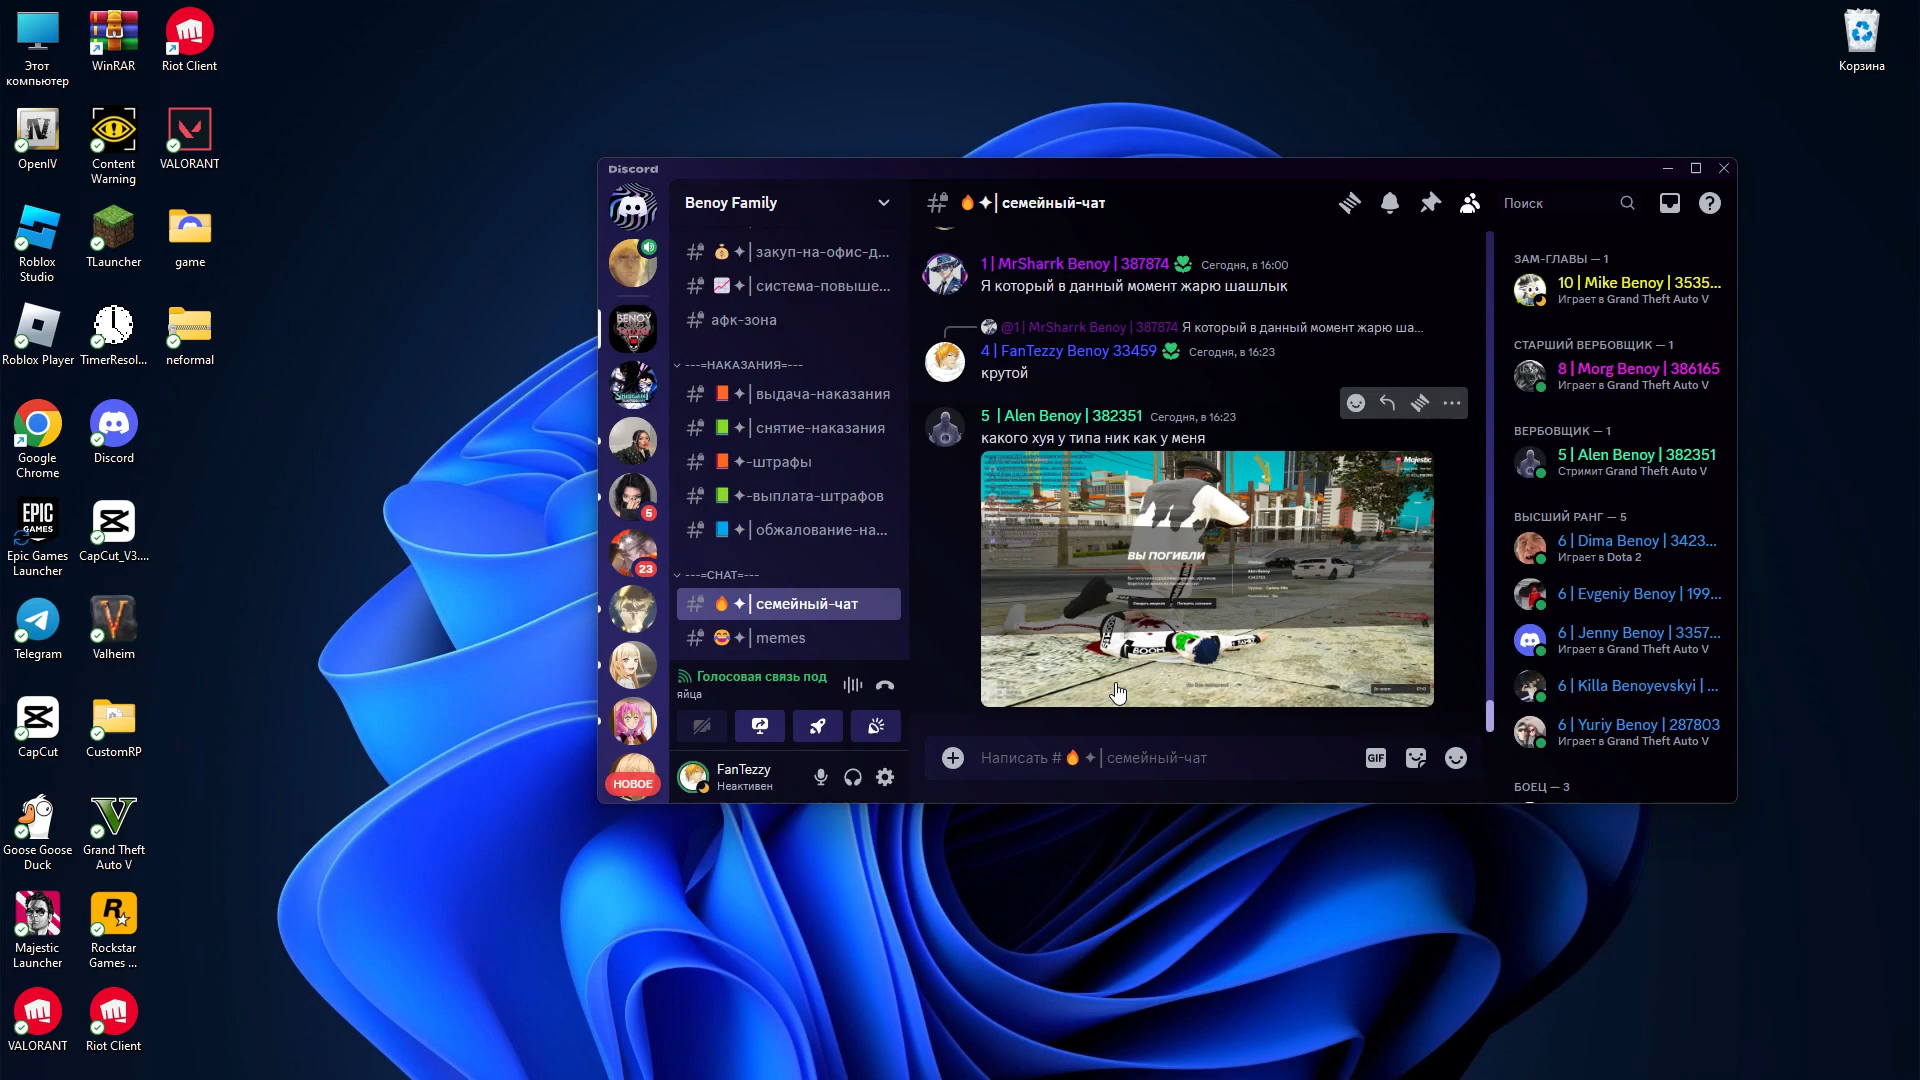 Этот
компьютер
WinRAR
Riot Client
OpenIV
Content
Warning
VALORANT
Roblox
Studio
TLauncher
game
Roblox Player
TimerResol...
neformal
Google
Chrome
Discord
EPIC
GAMES
Epic Games
Launcher
CapCut_V3....
Telegram
Valheim
CapCut
CustomRP
Goose Goose
Duck
Grand Theft
Auto V
Majestic
Launcher
Rockstar
Games ...
VALORANT
Riot Client
Корзина
Discord
BENOY
5
23
НОВОЕ
Benoy Family
💰✦│закуп-на-офис-д...
📈✦│система-повыше...
афк-зона
---=НАКАЗАНИЯ=---
📕✦│выдача-наказания
📗✦│снятие-наказания
📕✦-штрафы
📗✦-выплата-штрафов
📘✦│обжалование-на...
---=CHAT=---
🔥✦│семейный-чат
😂✦│memes
Голосовая связь под
яйца
FanTezzy
Неактивен
🔥✦│семейный-чат
Поиск
1 | MrSharrk Benoy | 387874 Сегодня, в 16:00
Я который в данный момент жарю шашлык
@1 | MrSharrk Benoy | 387874 Я который в данный момент жарю ша...
4 | FanTezzy Benoy 33459 Сегодня, в 16:23
крутой
5 | Alen Benoy | 382351 Сегодня, в 16:23
какого хуя у типа ник как у меня
Majestic
ВЫ ПОГИБЛИ
BOOM
Написать #🔥✦│семейный-чат
GIF
ЗАМ-ГЛАВЫ — 1
10 | Mike Benoy | 3535...
Играет в Grand Theft Auto V
СТАРШИЙ ВЕРБОВЩИК — 1
8 | Morg Benoy | 386165
Играет в Grand Theft Auto V
ВЕРБОВЩИК — 1
5 | Alen Benoy | 382351
Стримит Grand Theft Auto V
ВЫСШИЙ РАНГ — 5
6 | Dima Benoy | 3423...
Играет в Dota 2
6 | Evgeniy Benoy | 199...
6 | Jenny Benoy | 3357...
Играет в Grand Theft Auto V
6 | Killa Benoyevskyi | ...
6 | Yuriy Benoy | 287803
Играет в Grand Theft Auto V
БОЕЦ — 3